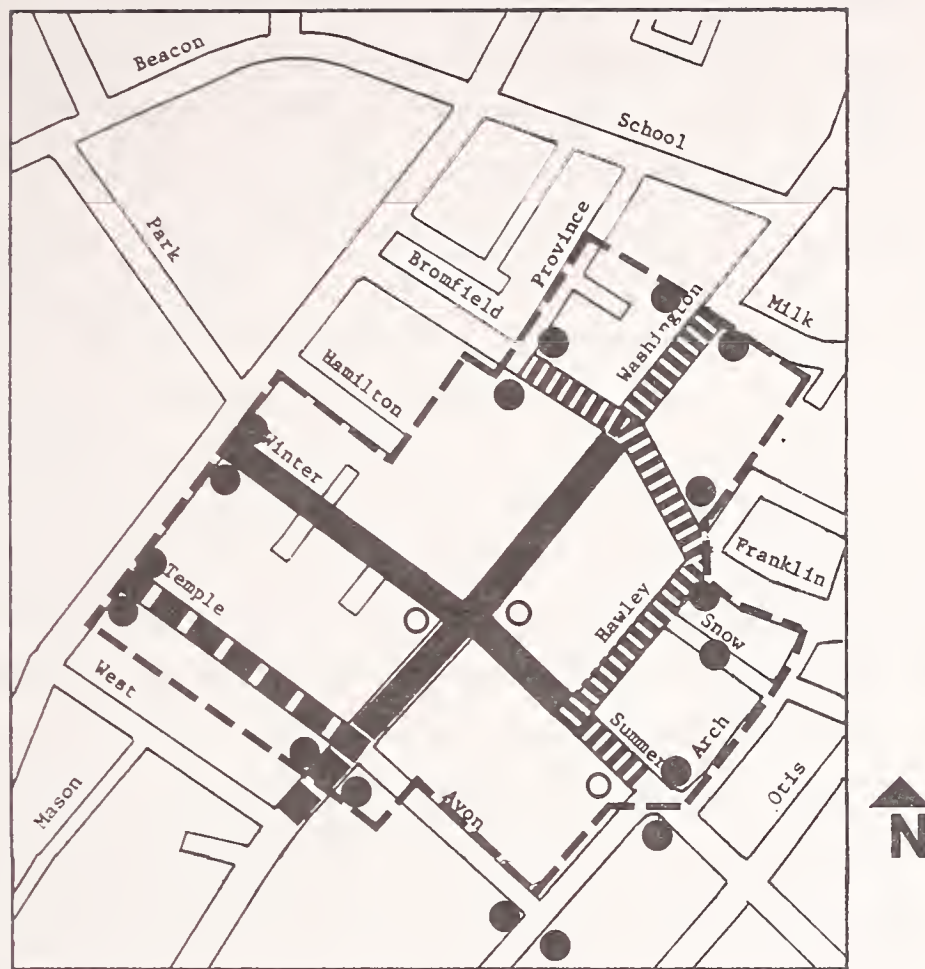 Beacon
School
Park
Province
Bromfield
Washington
Milk
Hamilton
Winter
Franklin
Temple
Hawley
Snow
West
Summer
Arch
Otis
Mason
Avon
N